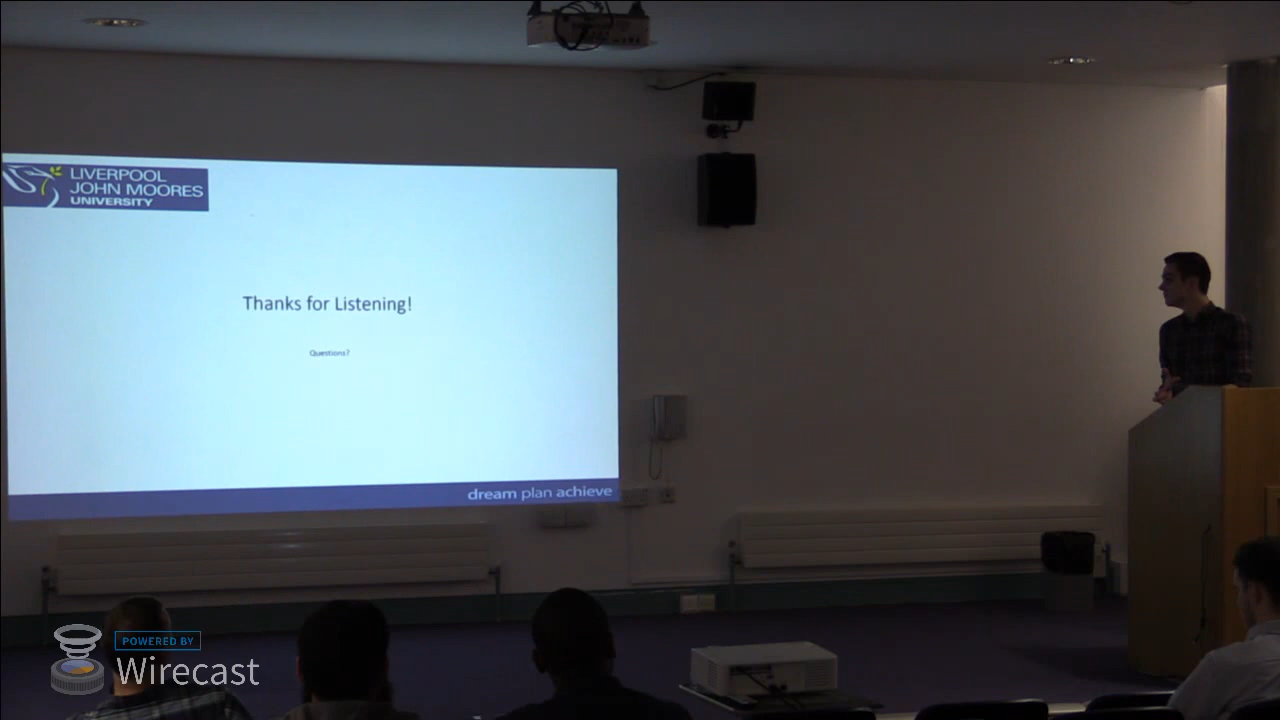 LIVERPOOL
JOHN MOORES
UNIVERSITY
Thanks for Listening!
Questions?
dream plan achieve
POWERED BY
Wirecast